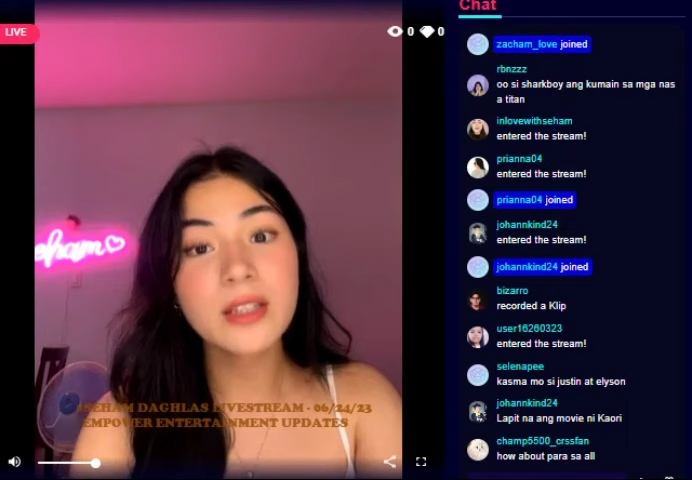 LIVE
0
0
eham♡
#SEHAM DAGHLAS LIVESTREAM - 06/24/23
EMPOWER ENTERTAINMENT UPDATES
Chat
zacham_love joined
rbnzzz
oo si sharkboy ang kumain sa mga nas
a titan
inlovewithseham
entered the stream!
prianna04
entered the stream!
prianna04 joined
johannkind24
entered the stream!
johannkind24 joined
bizarro
recorded a Klip
user16260323
entered the stream!
selenapee
kasma mo si justin at elyson
johannkind24
Lapit na ang movie ni Kaori
champ5500_crssfan
how about para sa all